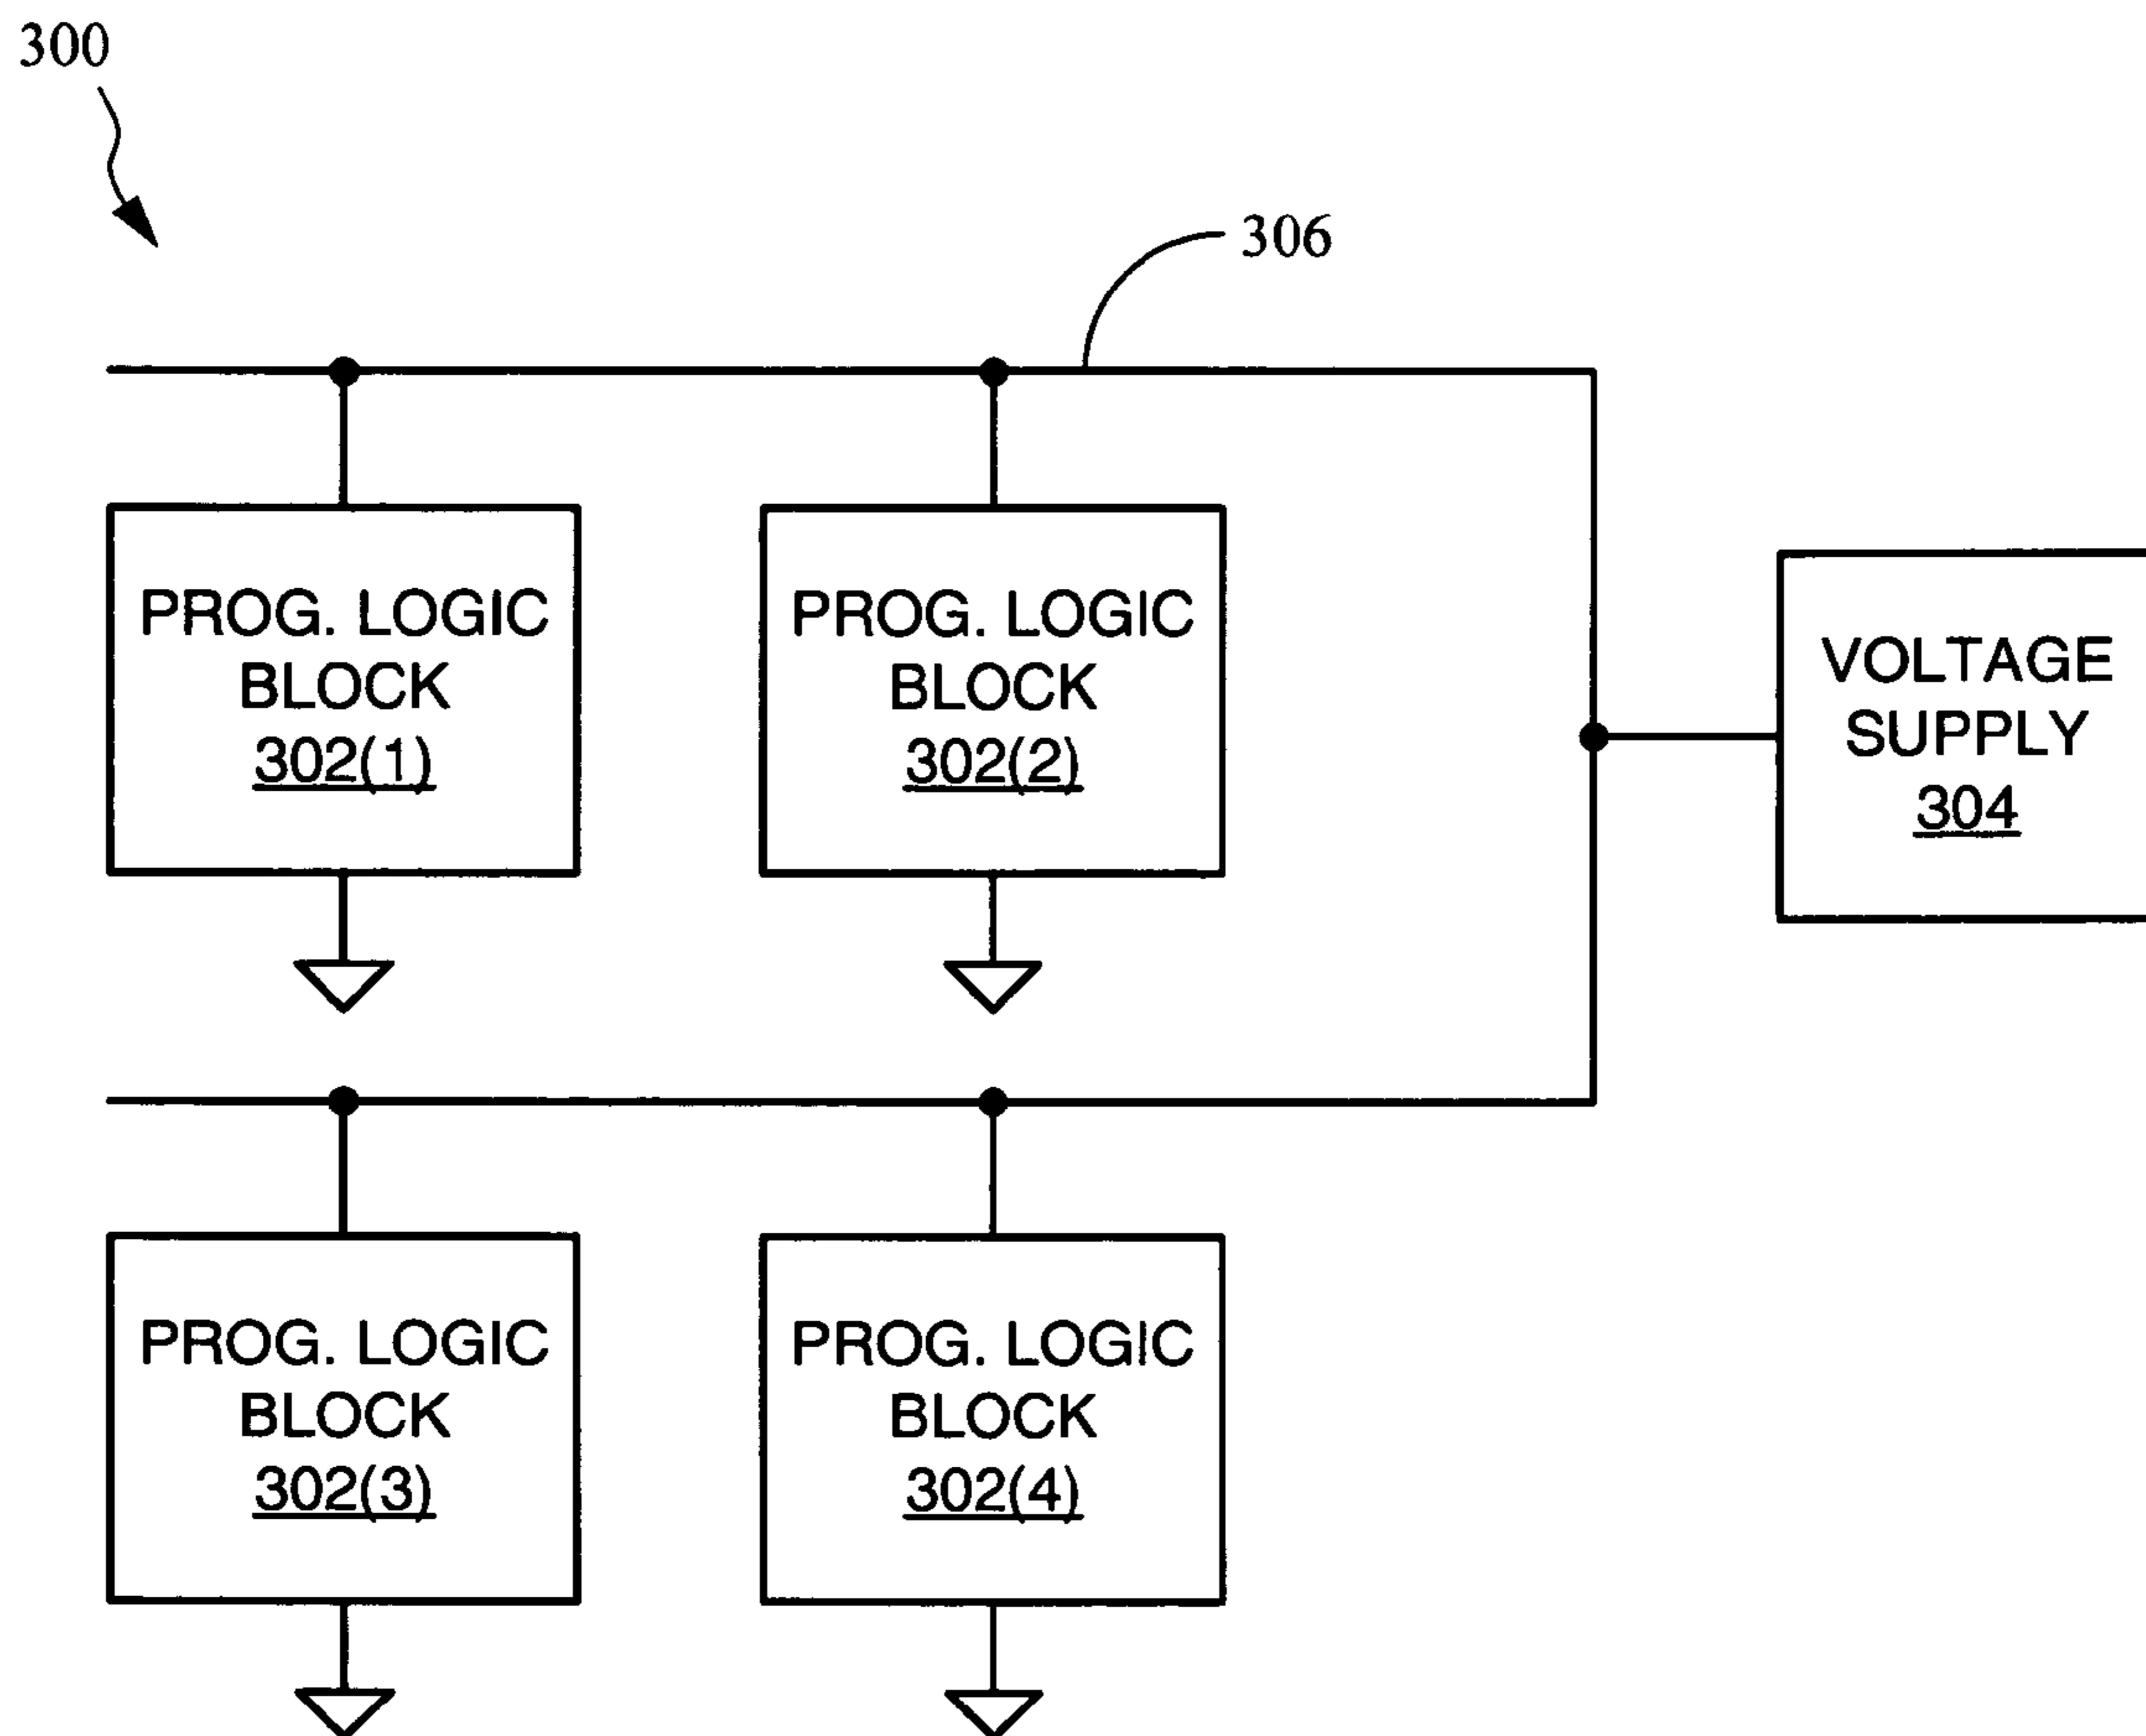 300
306
PROG. LOGIC
BLOCK
302(1)
PROG. LOGIC
BLOCK
302(2)
VOLTAGE
SUPPLY
304
PROG. LOGIC
BLOCK
302(3)
PROG. LOGIC
BLOCK
302(4)